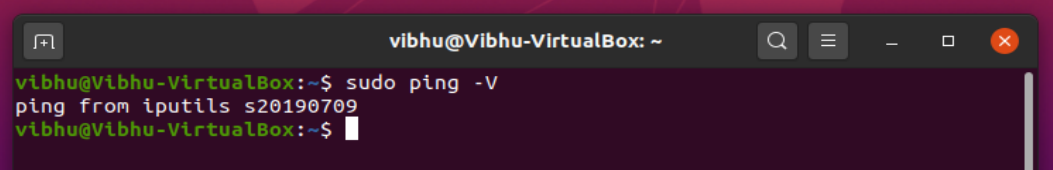 vibhu@Vibhu-VirtualBox: ~
vibhu@Vibhu-VirtualBox:~$ sudo ping -V
ping from iputils s20190709
vibhu@Vibhu-VirtualBox:~$